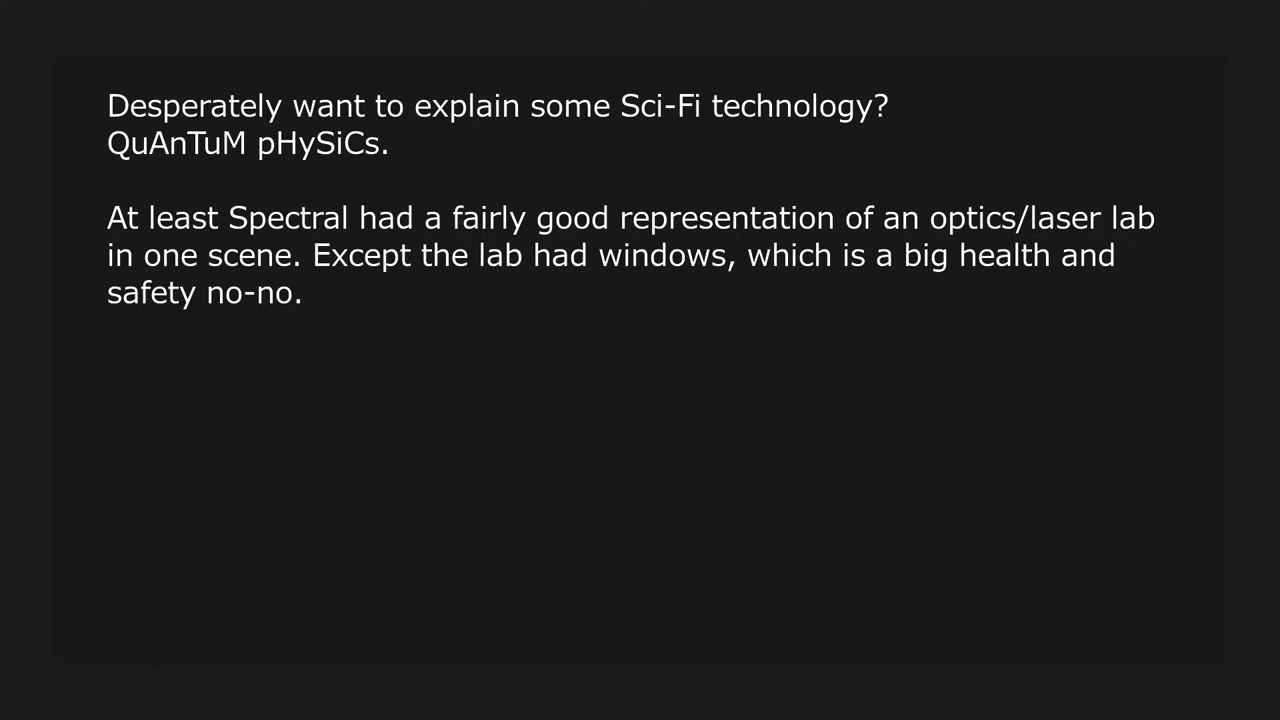 Desperately want to explain some Sci-Fi technology?
QuAnTuM pHySiCs.
At least Spectral had a fairly good representation of an optics/laser lab
in one scene. Except the lab had windows, which is a big health and
safety no-no.